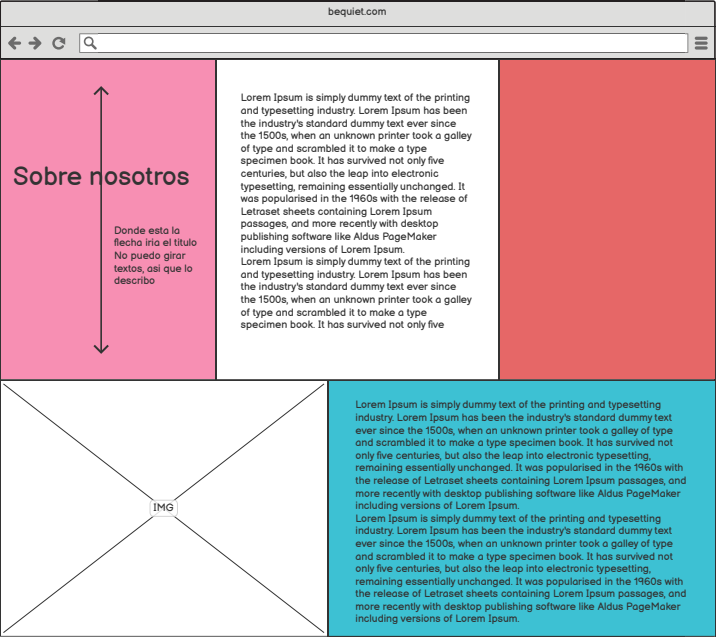 bequiet.com
Sobre nosotros
Donde esta la
flecha iria el titulo
No puedo girar
textos, asi que lo
describo
Lorem Ipsum is simply dummy text of the printing
and typesetting industry. Lorem Ipsum has been
the industry's standard dummy text ever since
the 1500s, when an unknown printer took a galley
of type and scrambled it to make a type
specimen book. It has survived not only five
centuries, but also the leap into electronic
typesetting, remaining essentially unchanged. It
was popularised in the 1960s with the release of
Letraset sheets containing Lorem Ipsum
passages, and more recently with desktop
publishing software like Aldus PageMaker
including versions of Lorem Ipsum.
Lorem Ipsum is simply dummy text of the printing
and typesetting industry. Lorem Ipsum has been
the industry's standard dummy text ever since
the 1500s, when an unknown printer took a galley
of type and scrambled it to make a type
specimen book. It has survived not only five
IMG
Lorem Ipsum is simply dummy text of the printing and typesetting
industry. Lorem Ipsum has been the industry's standard dummy text
ever since the 1500s, when an unknown printer took a galley of type
and scrambled it to make a type specimen book. It has survived not
only five centuries, but also the leap into electronic typesetting,
remaining essentially unchanged. It was popularised in the 1960s with
the release of Letraset sheets containing Lorem Ipsum passages, and
more recently with desktop publishing software like Aldus PageMaker
including versions of Lorem Ipsum.
Lorem Ipsum is simply dummy text of the printing and typesetting
industry. Lorem Ipsum has been the industry's standard dummy text
ever since the 1500s, when an unknown printer took a galley of type
and scrambled it to make a type specimen book. It has survived not
only five centuries, but also the leap into electronic typesetting,
remaining essentially unchanged. It was popularised in the 1960s with
the release of Letraset sheets containing Lorem Ipsum passages, and
more recently with desktop publishing software like Aldus PageMaker
including versions of Lorem Ipsum.